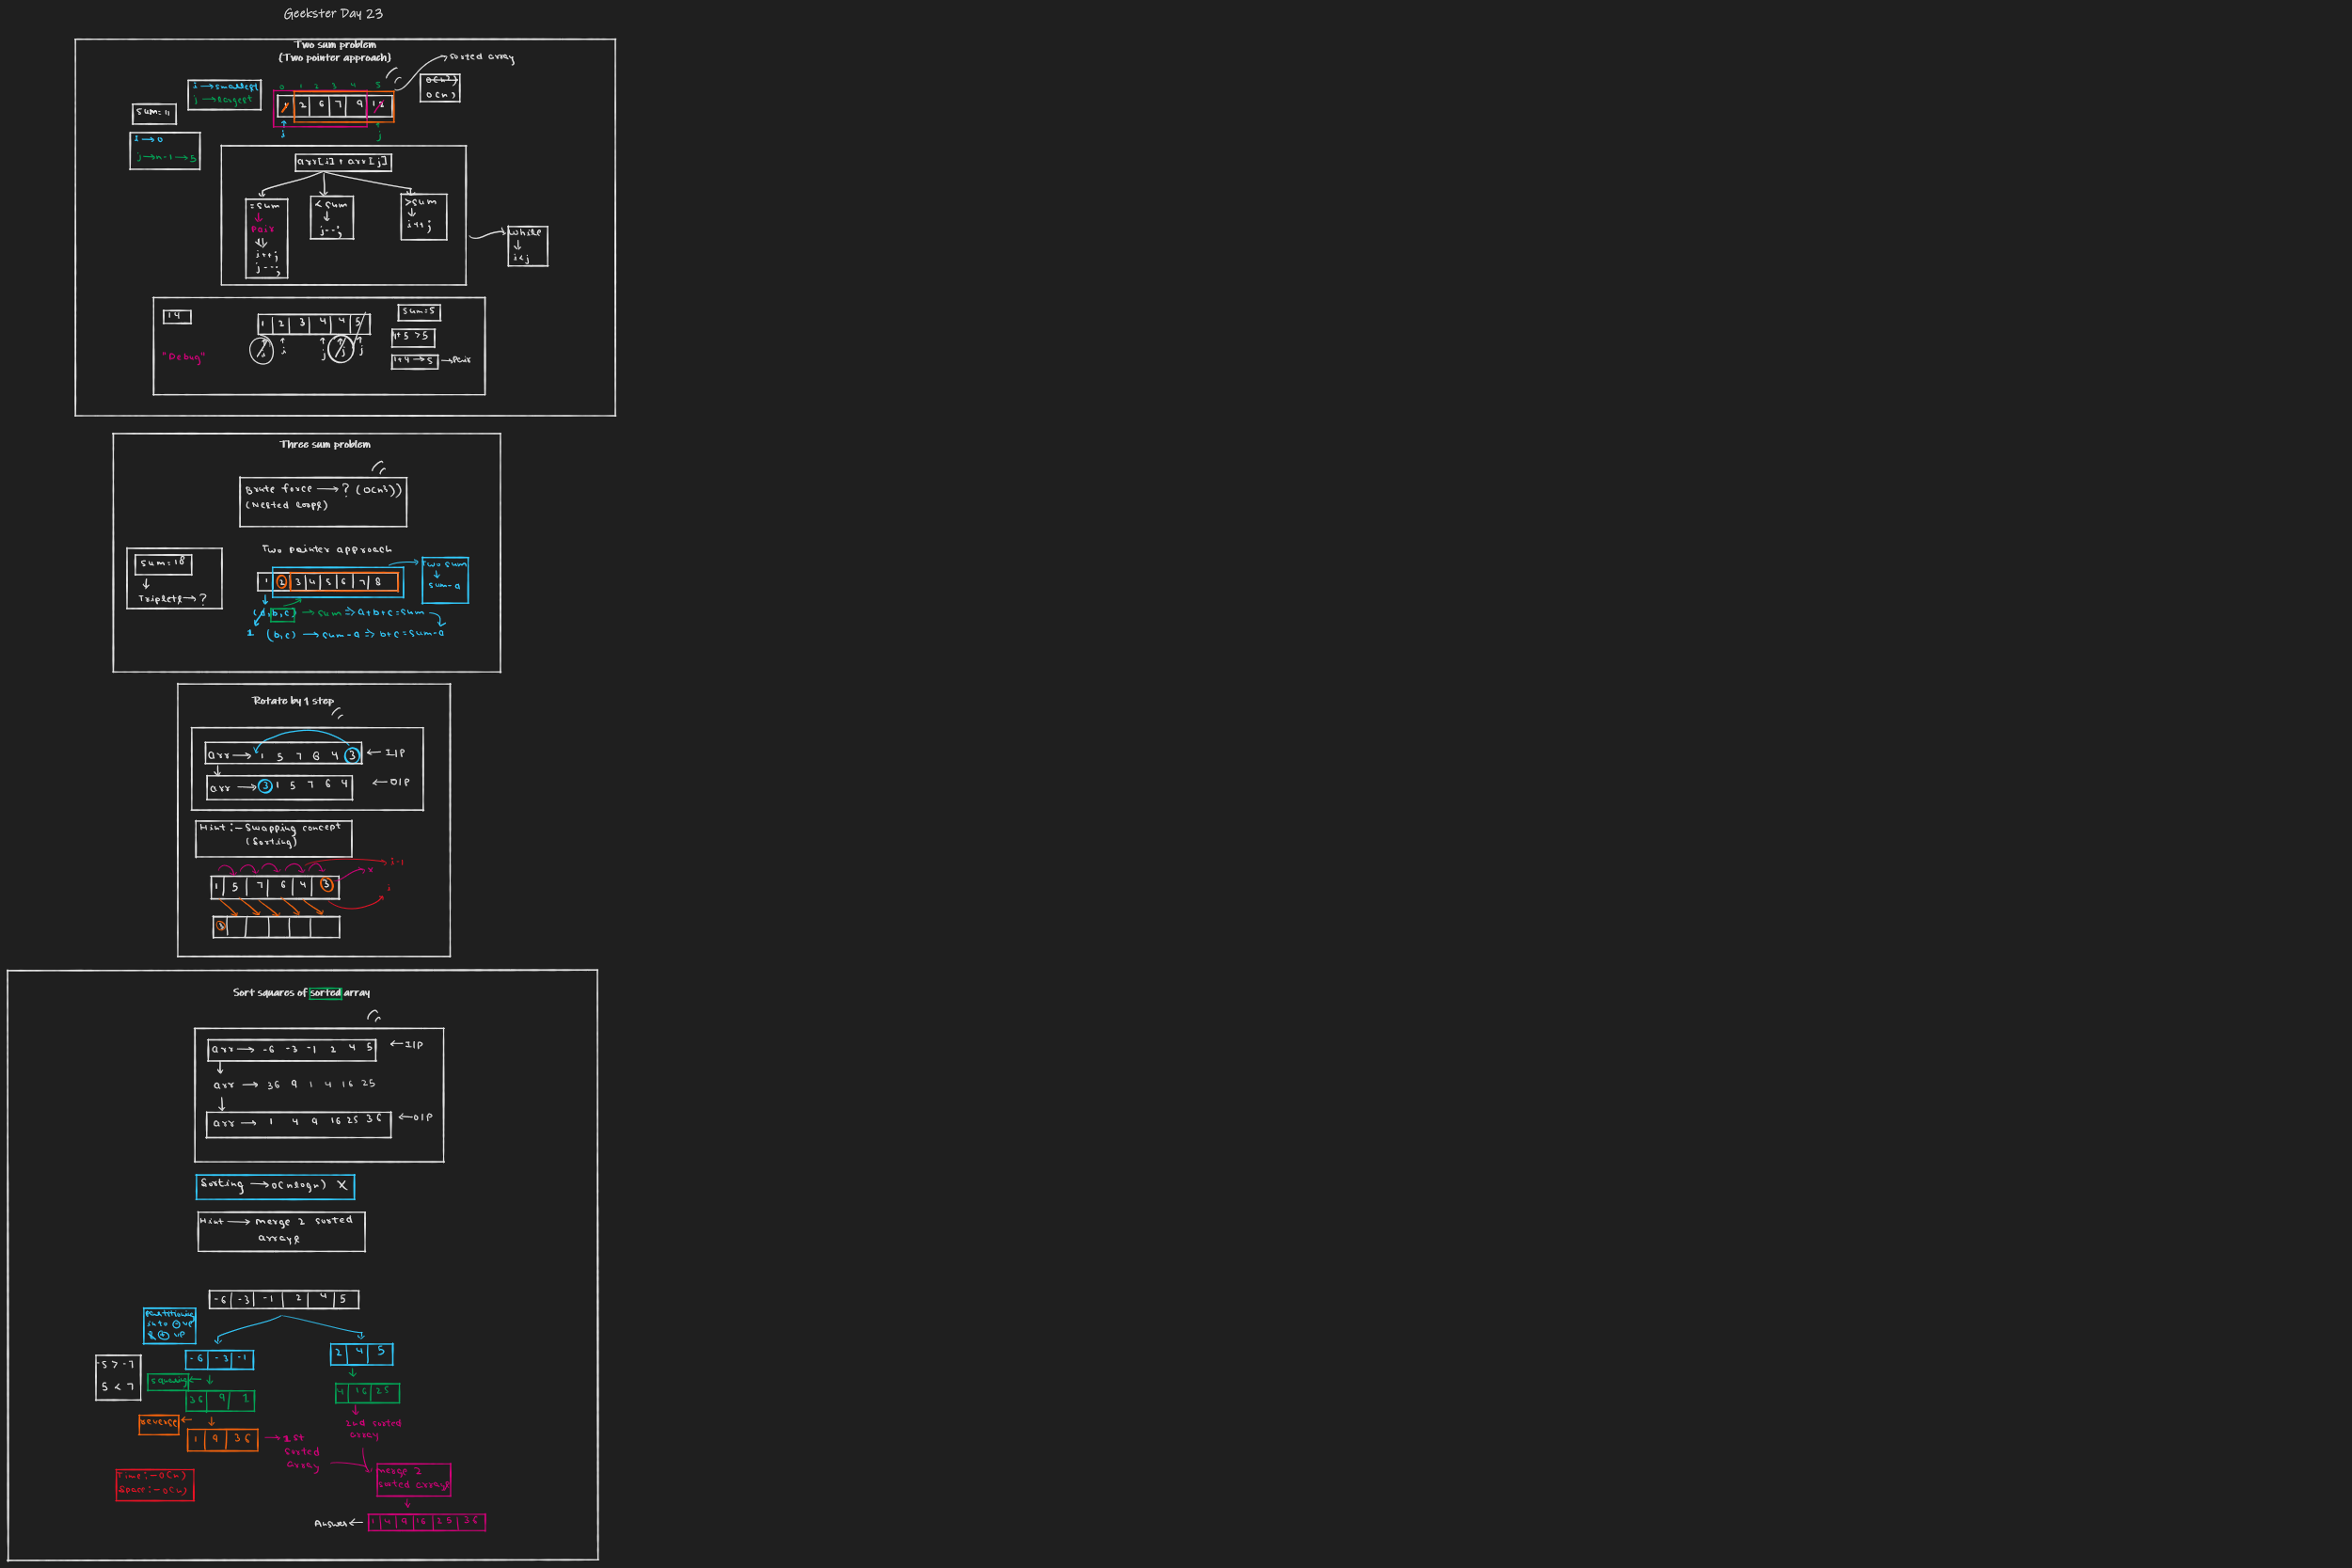 Geekster Day 23
Two sum problem
(Two pointer approach)
sorted array
i → smallest
j → largest
0 1 2 3 4 5
1 2 6 7 9 12
O(n²)
O(n)
sum = 11
i
j
i → 0
j → n-1 → 5
arr[i] + arr[j]
= sum
↓
Pair
↓
i++;
j--;
< sum
↓
j--;
> sum
↓
i++;
while
↓
i<j
14
1 2 3 4 4 5
i i j j j
sum = 5
1+5 > 5
1+4 → 5 → Pair
"Debug"
Three sum problem
Brute force → ? (O(n³))
(Nested loops)
Two pointer approach
sum = 18
↓
Triplets → ?
1 2 3 4 5 6 7 8
Two sum
↓
sum-a
(a,b,c) → sum ⇒ a+b+c = sum
1 (b,c) → sum-a ⇒ b+c = sum-a
Rotate by 1 step
arr → 1 5 7 6 4 3 ← I/P
arr → 3 1 5 7 6 4 ← O/P
Hint :- Swapping concept
(Sorting)
i-1
x
1 5 7 6 4 3
i
3
Sort squares of sorted array
arr → -6 -3 -1 2 4 5 ← I/P
arr → 36 9 1 4 16 25
arr → 1 4 9 16 25 36 ← O/P
Sorting → O(nlogn) X
Hint → merge 2 sorted
arrays
-6 -3 -1 2 4 5
Partitioning
into - ve
& + ve
-6 -3 -1
2 4 5
-5 > -7
5 < 7
squaring ←
36 9 1
4 16 25
reverse ←
1 9 36
→ 1st
sorted
array
2nd sorted
array
merge 2
sorted arrays
Time :- O(n)
Space :- O(n)
Answer ← 1 4 9 16 25 36